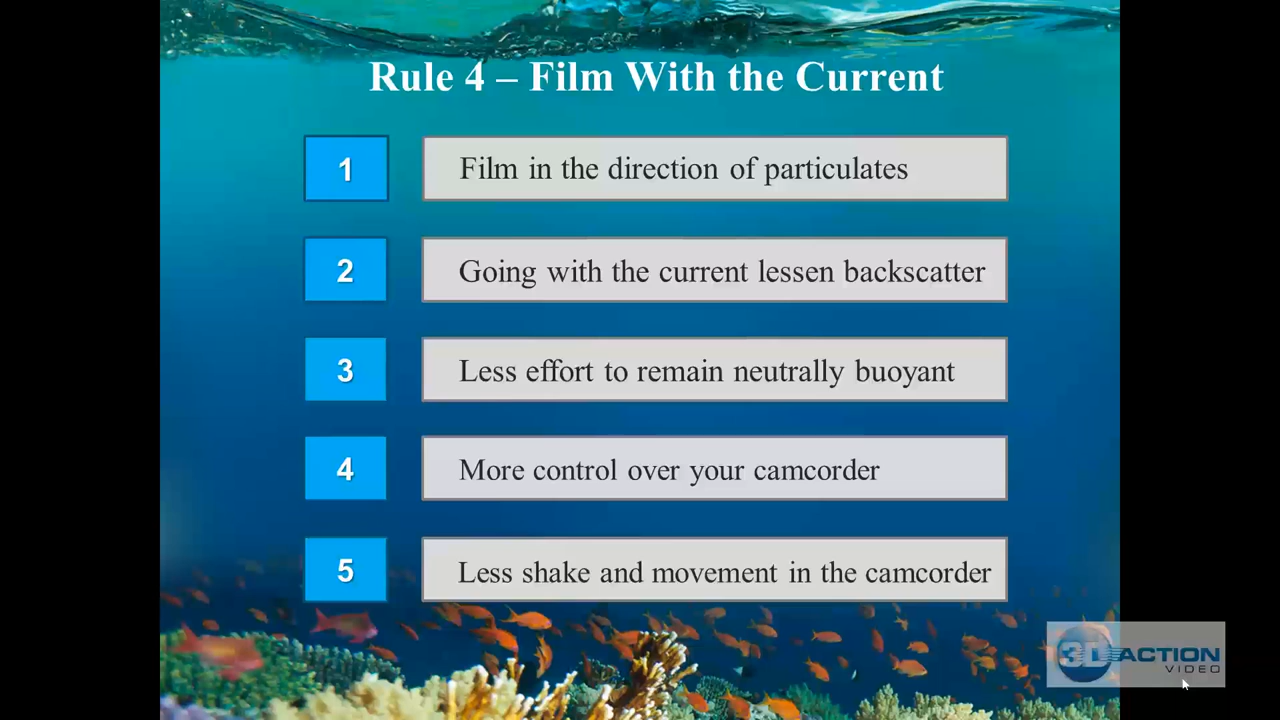 Rule 4 – Film With the Current
1 Film in the direction of particulates
2 Going with the current lessen backscatter
3 Less effort to remain neutrally buoyant
4 More control over your camcorder
5 Less shake and movement in the camcorder
3D ACTION
VIDEO